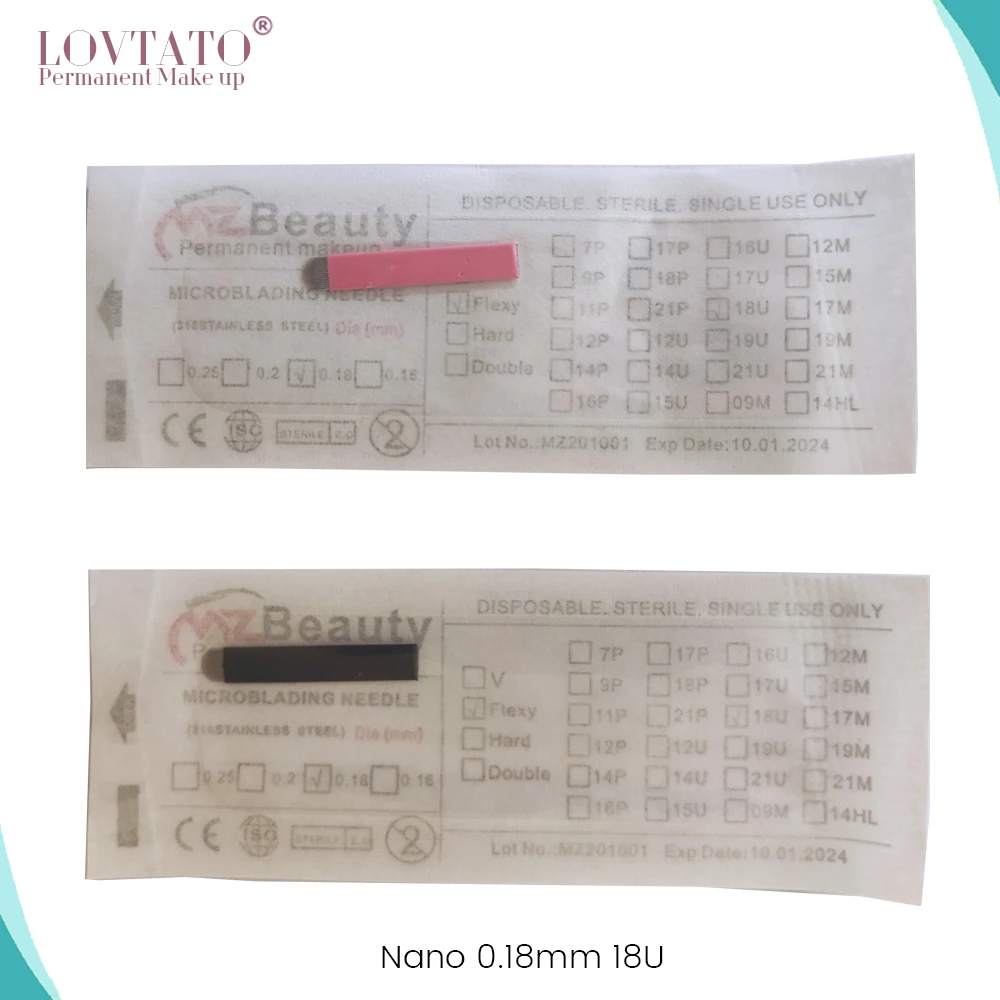 LOVTATO®
Permanent Make up
MZ Beauty
Permanent makeup
MICROBLADING NEEDLE
(316STAINLESS STEEL) Dia (mm)
0.25 0.2 0.18 0.16
CE ISO STERILE 2
DISPOSABLE. STERILE. SINGLE USE ONLY
7P 17P 16U 12M
9P 18P 17U 15M
Flexy 11P 21P 18U 17M
Hard 12P 12U 19U 19M
Double 14P 14U 21U 21M
16P 15U 09M 14HL
Lot No.:MZ201001 Exp Date:10.01.2024
MZ Beauty
MICROBLADING NEEDLE
(316STAINLESS STEEL) Dia (mm)
0.25 0.2 0.18 0.16
CE ISO STERILE 2
DISPOSABLE. STERILE. SINGLE USE ONLY
7P 17P 16U 12M
V 9P 18P 17U 15M
Flexy 11P 21P 18U 17M
Hard 12P 12U 19U 19M
Double 14P 14U 21U 21M
16P 15U 09M 14HL
Lot No.:MZ201001 Exp Date:10.01.2024
Nano 0.18mm 18U